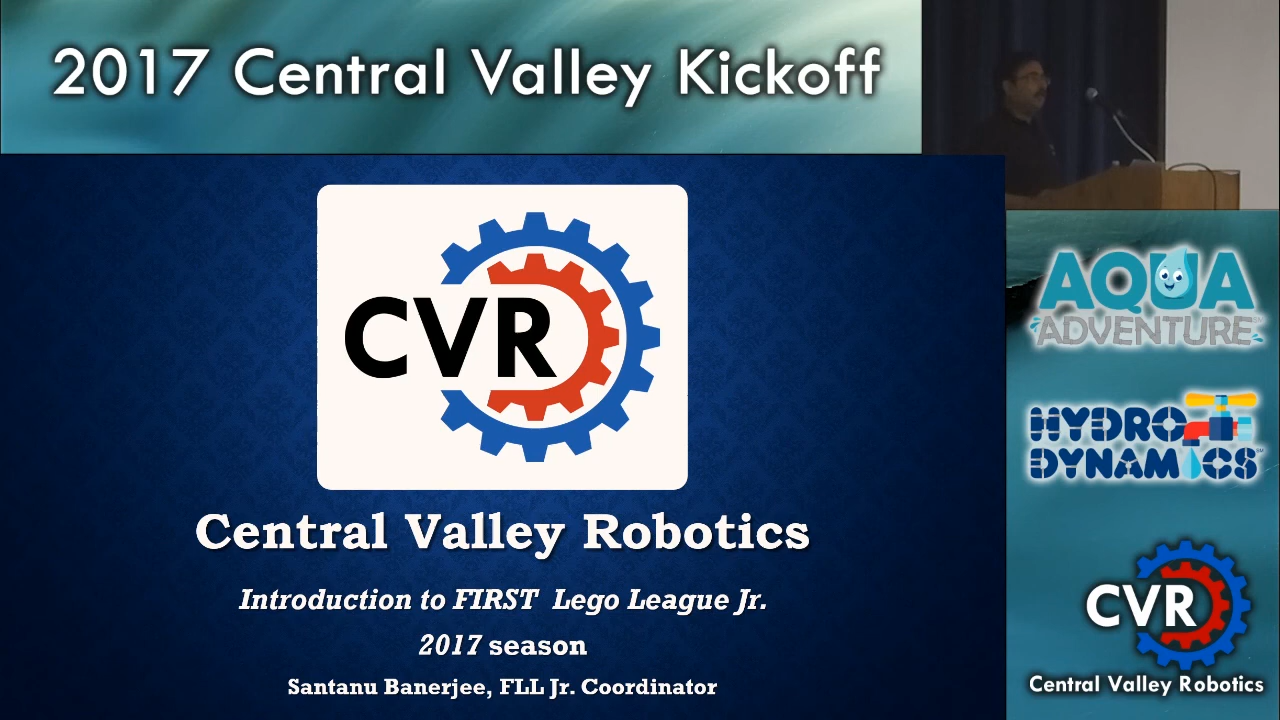 2017 Central Valley Kickoff
CVR
Central Valley Robotics
Introduction to FIRST Lego League Jr.
2017 season
Santanu Banerjee, FLL Jr. Coordinator
AQUA
ADVENTURE
HYDRO
DYNAMICS
CVR
Central Valley Robotics